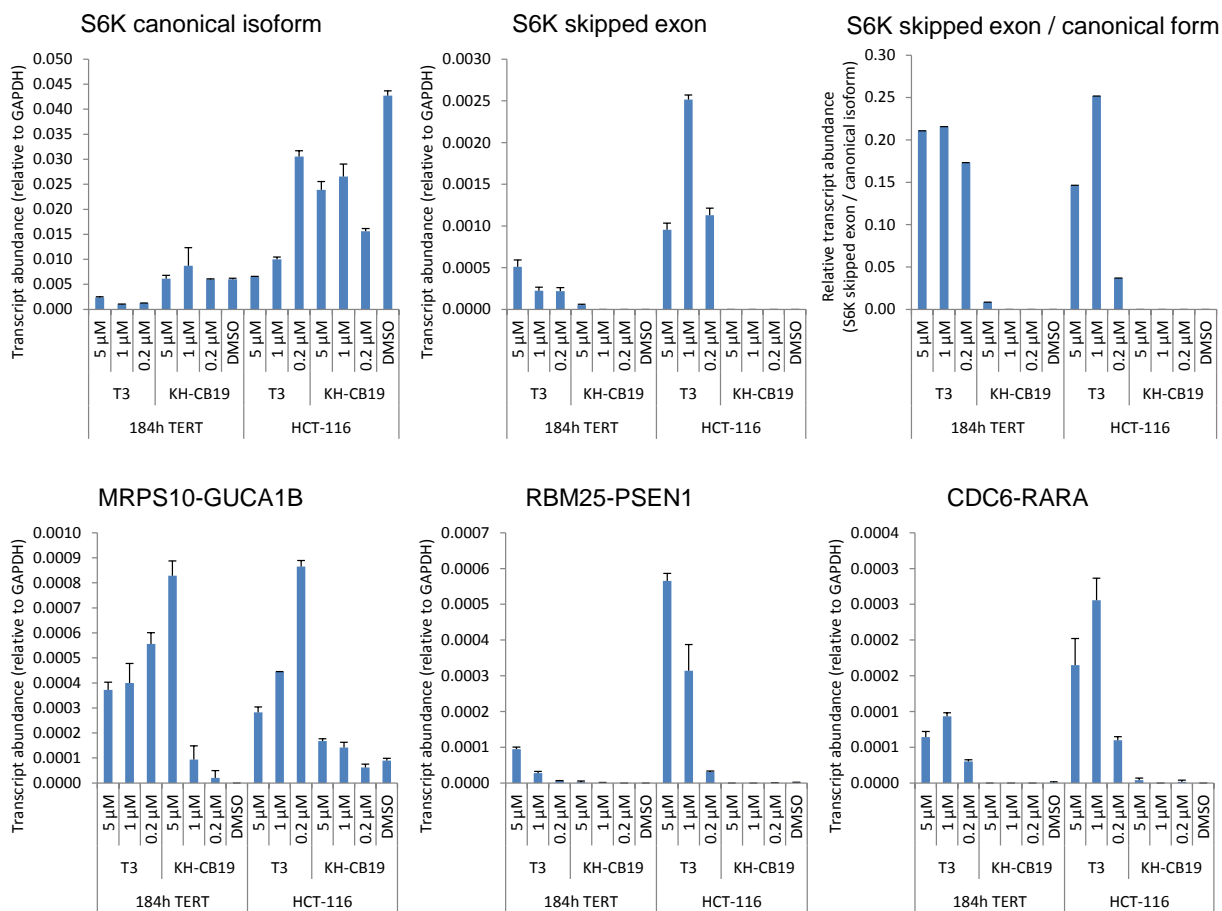 S6K canonical isoform
Transcript abundance (relative to GAPDH)
0.050
0.045
0.040
0.035
0.030
0.025
0.020
0.015
0.010
0.005
0.000
5 µM 1 µM 0.2 µM 5 µM 1 µM 0.2 µM DMSO 5 µM 1 µM 0.2 µM 5 µM 1 µM 0.2 µM DMSO
T3 KH-CB19 T3 KH-CB19
184h TERT HCT-116
S6K skipped exon
Transcript abundance (relative to GAPDH)
0.0030
0.0025
0.0020
0.0015
0.0010
0.0005
0.0000
5 µM 1 µM 0.2 µM 5 µM 1 µM 0.2 µM DMSO 5 µM 1 µM 0.2 µM 5 µM 1 µM 0.2 µM DMSO
T3 KH-CB19 T3 KH-CB19
184h TERT HCT-116
S6K skipped exon / canonical form
Relative transcript abundance
(S6K skipped exon / canonical isoform)
0.30
0.25
0.20
0.15
0.10
0.05
0.00
5 µM 1 µM 0.2 µM 5 µM 1 µM 0.2 µM DMSO 5 µM 1 µM 0.2 µM 5 µM 1 µM 0.2 µM DMSO
T3 KH-CB19 T3 KH-CB19
184h TERT HCT-116
MRPS10-GUCA1B
Transcript abundance (relative to GAPDH)
0.0010
0.0009
0.0008
0.0007
0.0006
0.0005
0.0004
0.0003
0.0002
0.0001
0.0000
5 µM 1 µM 0.2 µM 5 µM 1 µM 0.2 µM DMSO 5 µM 1 µM 0.2 µM 5 µM 1 µM 0.2 µM DMSO
T3 KH-CB19 T3 KH-CB19
184h TERT HCT-116
RBM25-PSEN1
Transcript abundance (relative to GAPDH)
0.0007
0.0006
0.0005
0.0004
0.0003
0.0002
0.0001
0.0000
5 µM 1 µM 0.2 µM 5 µM 1 µM 0.2 µM DMSO 5 µM 1 µM 0.2 µM 5 µM 1 µM 0.2 µM DMSO
T3 KH-CB19 T3 KH-CB19
184h TERT HCT-116
CDC6-RARA
Transcript abundance (relative to GAPDH)
0.0004
0.0003
0.0003
0.0002
0.0002
0.0001
0.0001
0.0000
5 µM 1 µM 0.2 µM 5 µM 1 µM 0.2 µM DMSO 5 µM 1 µM 0.2 µM 5 µM 1 µM 0.2 µM DMSO
T3 KH-CB19 T3 KH-CB19
184h TERT HCT-116